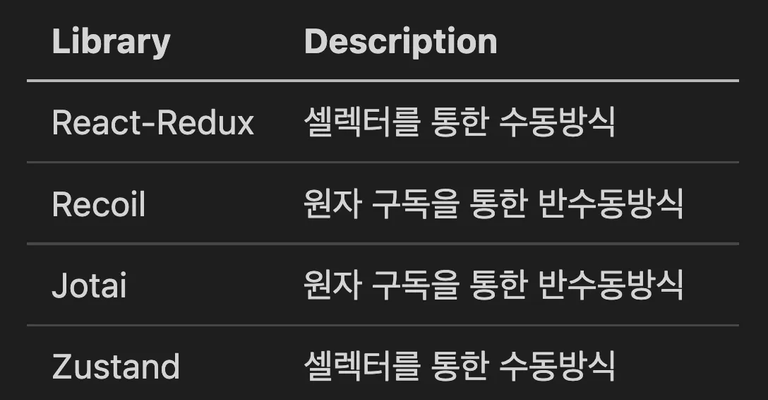 Library Description
React-Redux 셀렉터를 통한 수동방식
Recoil 원자 구독을 통한 반수동방식
Jotai 원자 구독을 통한 반수동방식
Zustand 셀렉터를 통한 수동방식